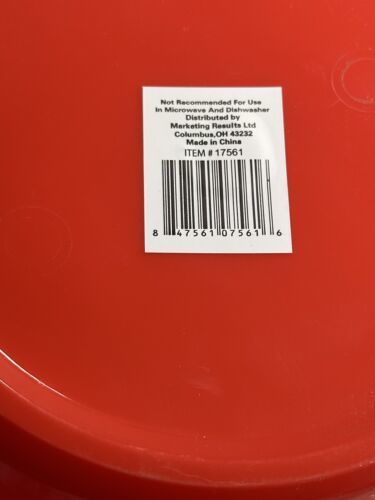 Not Recommended For Use
In Microwave And Dishwasher
Distributed by
Marketing Results Ltd
Columbus,OH 43232
Made in China
ITEM # 17561
8 47561 07561 6